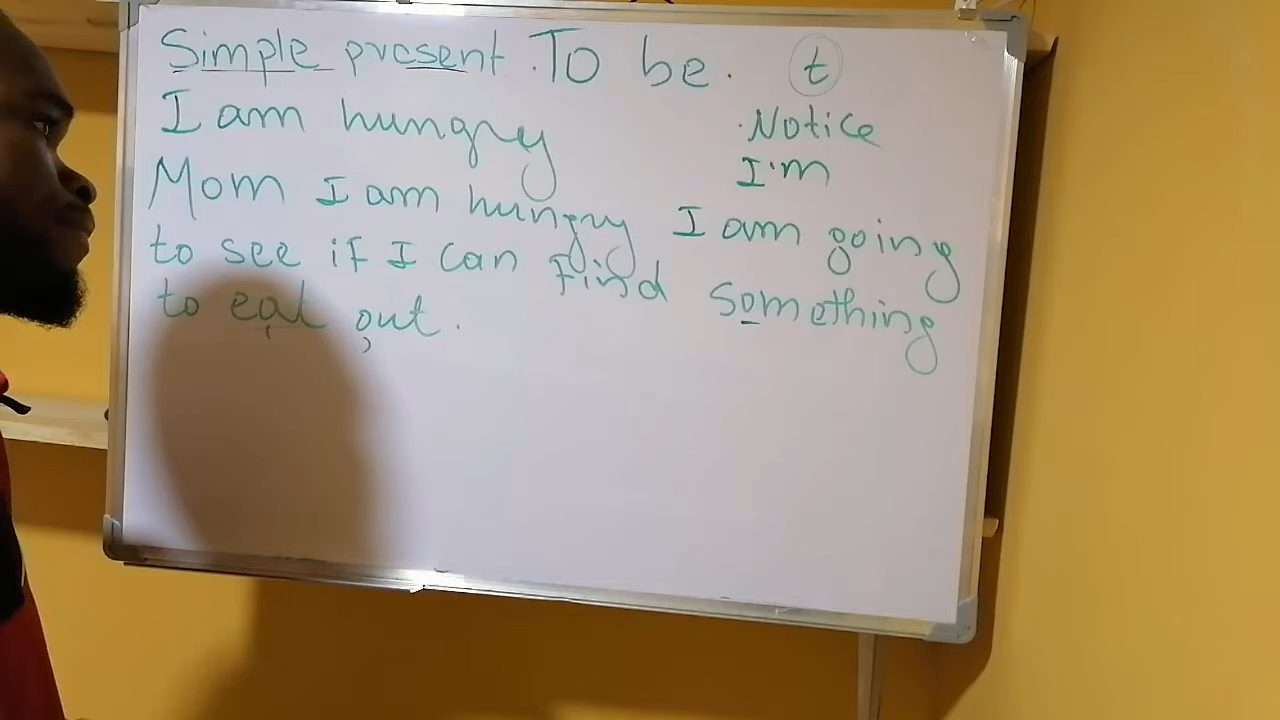 Simple present. To be. t
I am hungry
. Notice
I'm
Mom I am hungry I am going
to see if I can find something
to eat out.